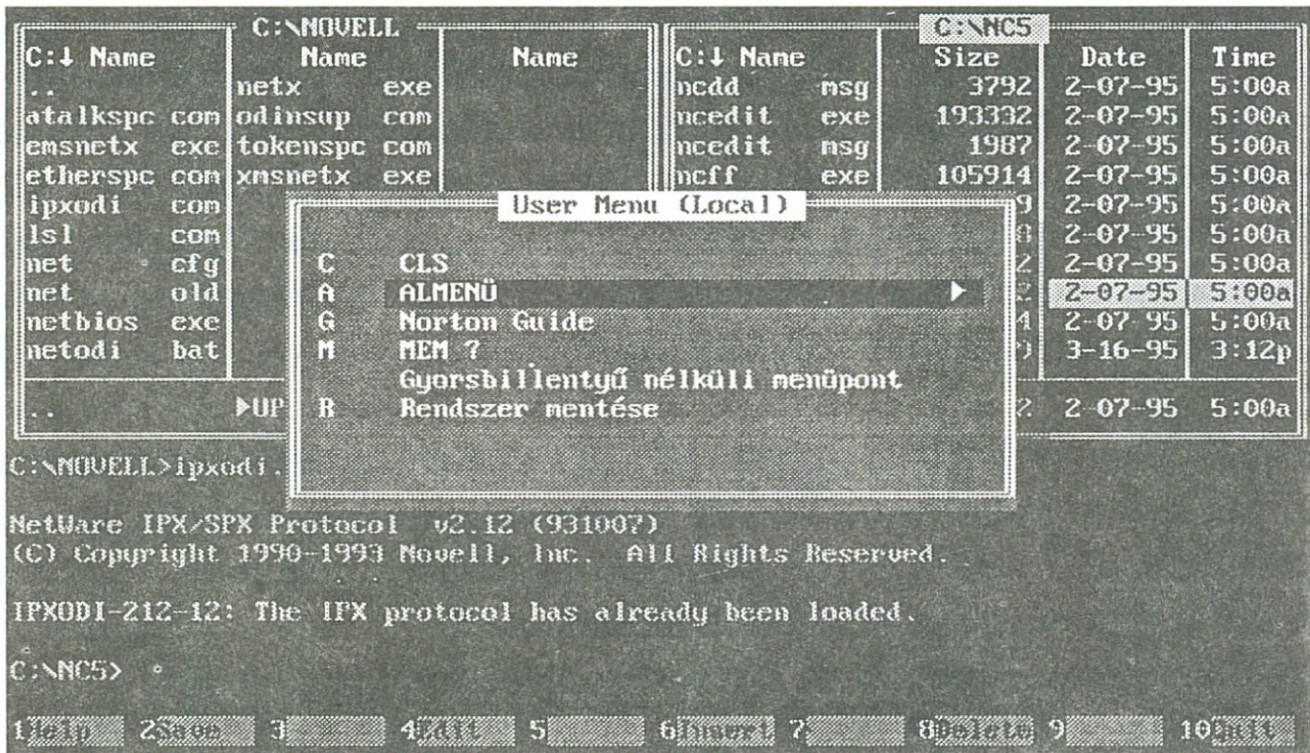 C:\NOVELL C:\NC5
C:↓ Name Name Name C:↓ Name Size Date Time
.. netx exe ncdd msg 3792 2-07-95 5:00a
atalkspc com odinsup com ncedit exe 193332 2-07-95 5:00a
emsnetx exe tokenspc com ncedit msg 1987 2-07-95 5:00a
etherspc com xmsnetx exe ncff exe 105914 2-07-95 5:00a
User Menu (Local)
ipxodi com 9 2-07-95 5:00a
lsl com 8 2-07-95 5:00a
net cfg C CLS 2 2-07-95 5:00a
net old A ALMENÜ ► 2 2-07-95 5:00a
netbios exe G Norton Guide 4 2-07-95 5:00a
netodi bat M MEM ? 3-16-95 3:12p
Gyorsbillentyű nélküli menüpont
.. ►UP R Rendszer mentése 2 2-07-95 5:00a
C:\NOVELL>ipxodi.
NetWare IPX/SPX Protocol v2.12 (931007)
(C) Copyright 1990-1993 Novell, Inc. All Rights Reserved.
IPXODI-212-12: The IPX protocol has already been loaded.
C:\NC5>
1Help 2Save 3 4Edit 5 6Insert 7 8Delete 9 10Quit